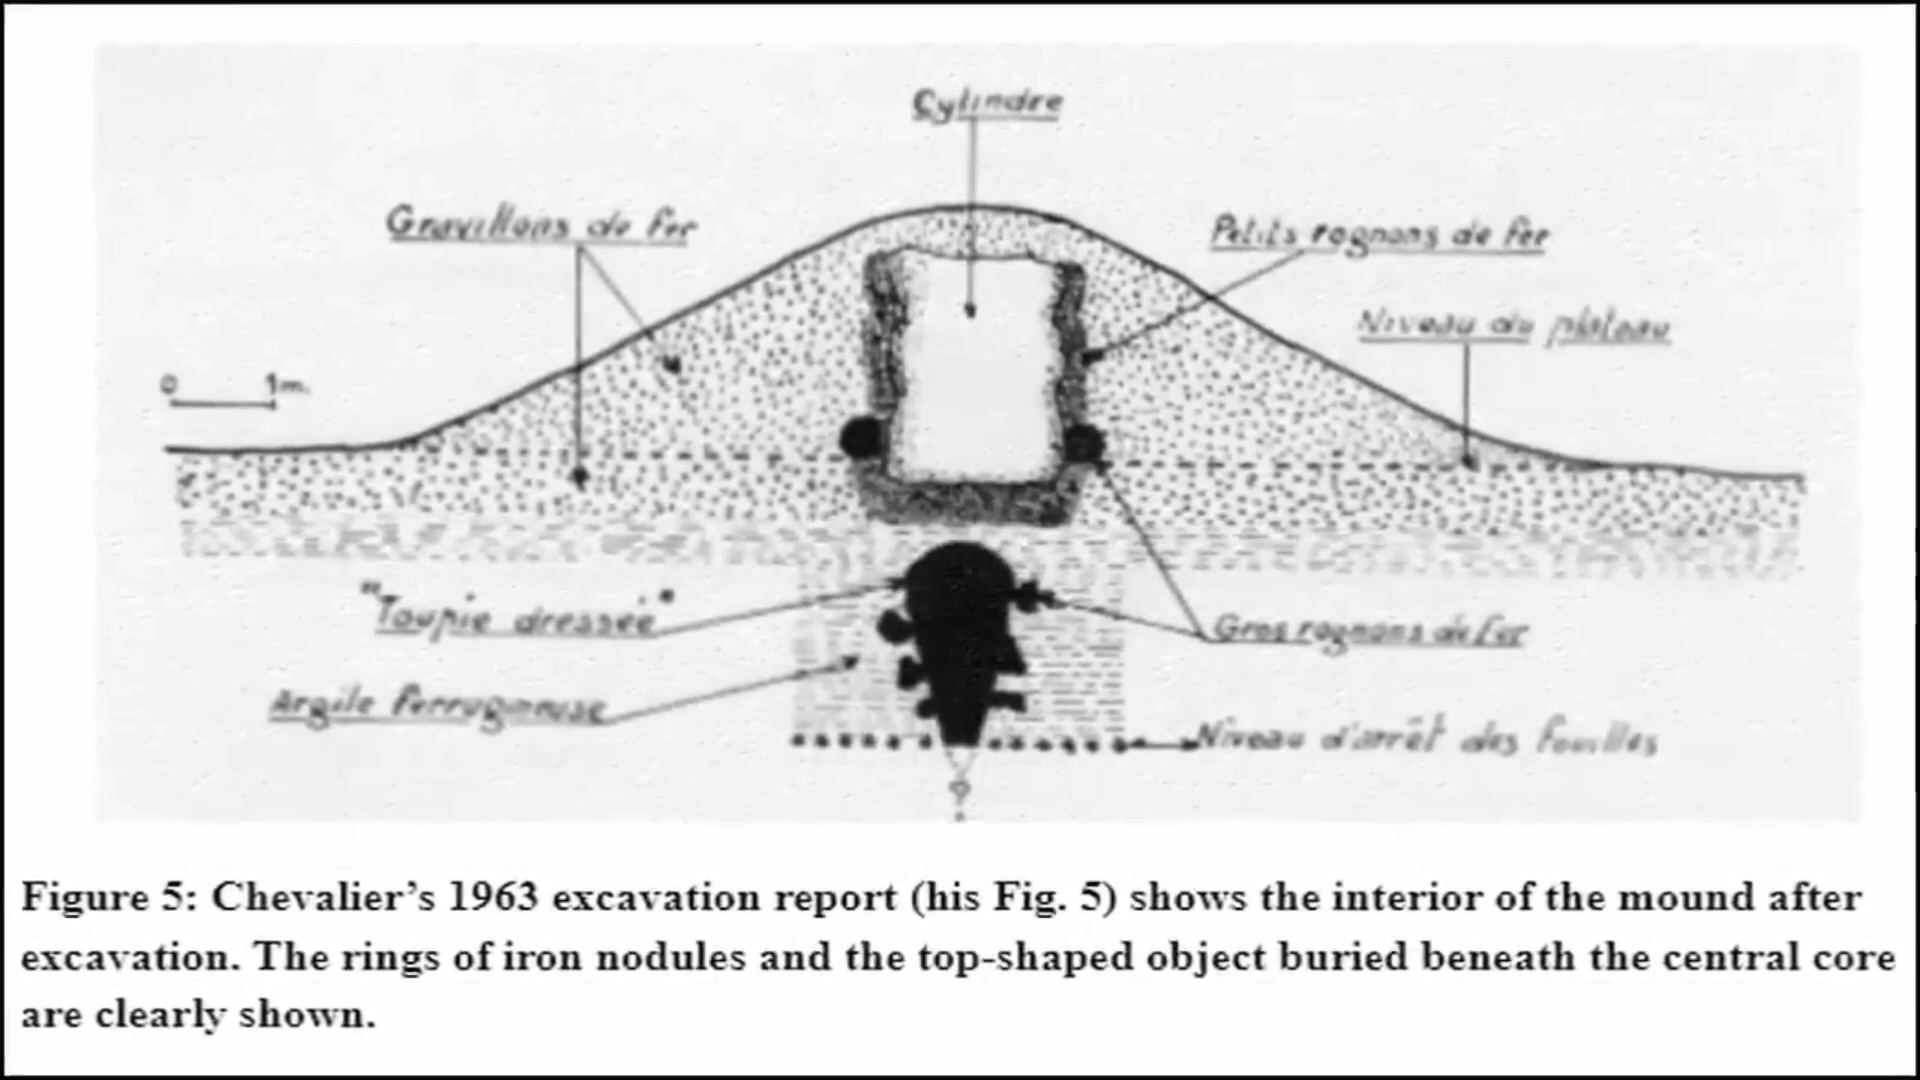 Cylindre
Gravillons de fer
Petits rognons de fer
Niveau du plateau
0 1m.
"Toupie dressée"
Gros rognons de fer
Argile ferrugineuse
Niveau d'arrêt des fouilles
?
Figure 5: Chevalier’s 1963 excavation report (his Fig. 5) shows the interior of the mound after
excavation. The rings of iron nodules and the top-shaped object buried beneath the central core
are clearly shown.